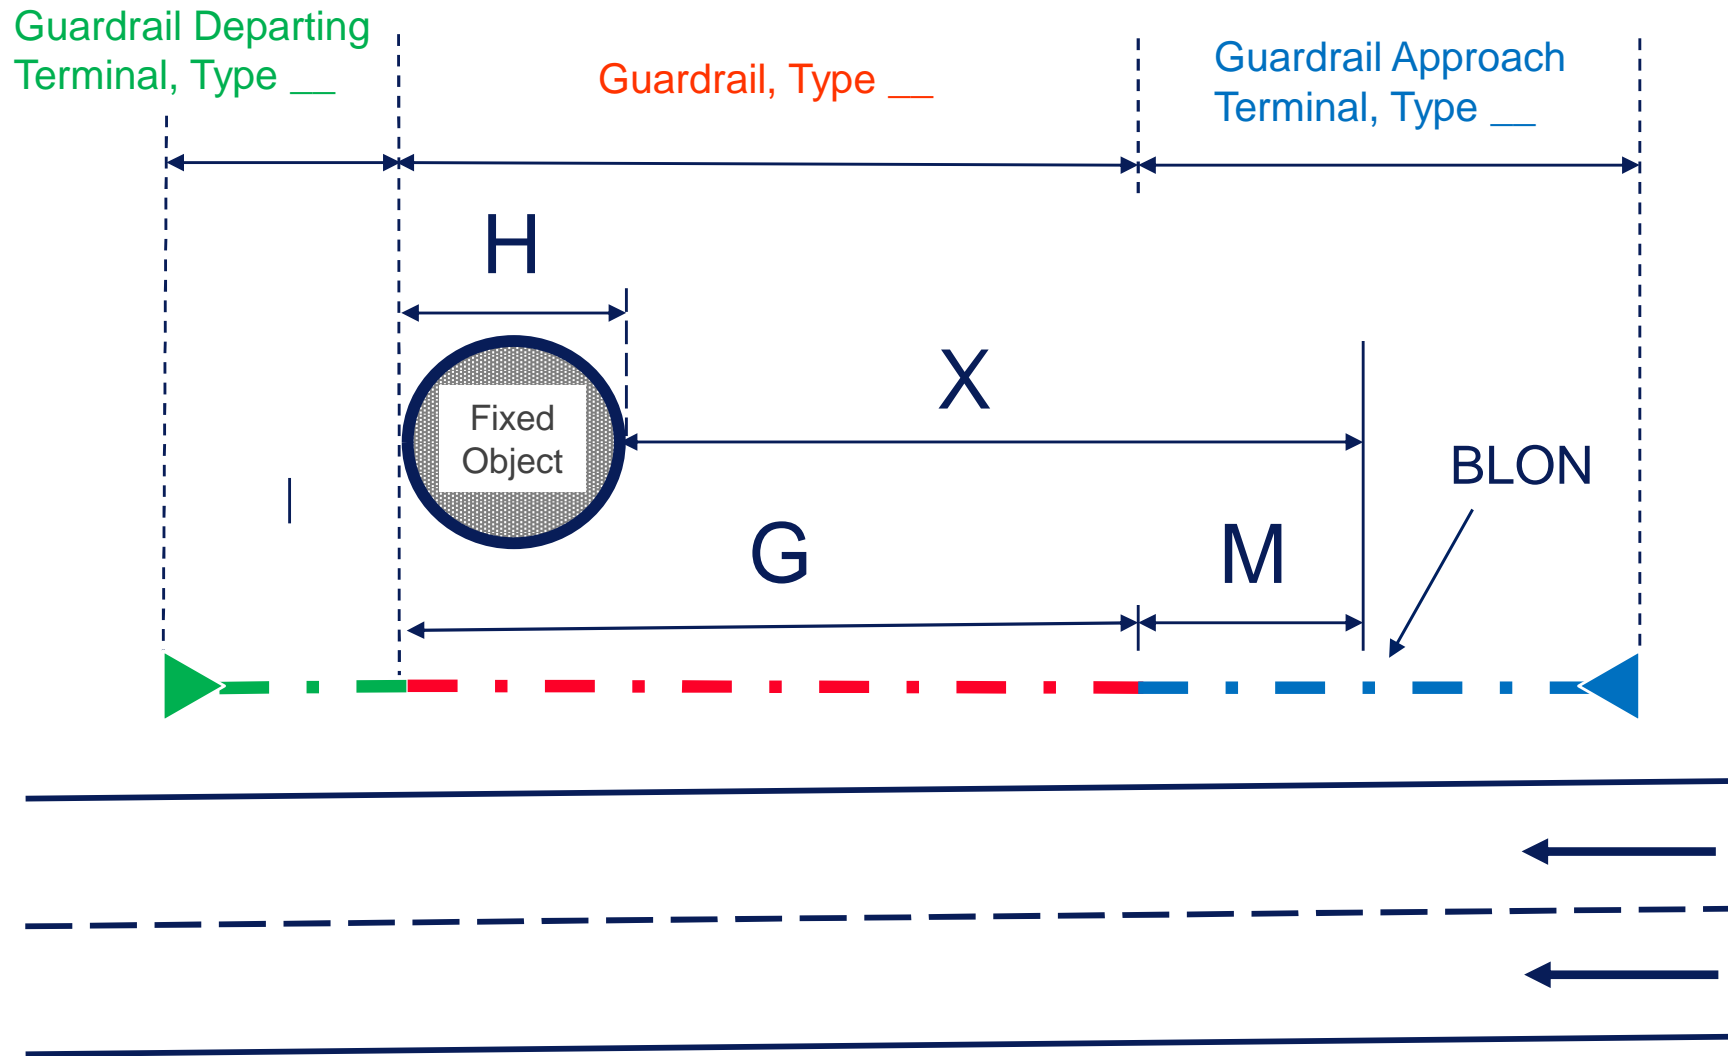 Guardrail Departing
Terminal, Type __
Guardrail, Type __
Guardrail Approach
Terminal, Type __
H
X
Fixed
Object
BLON
I
G
M